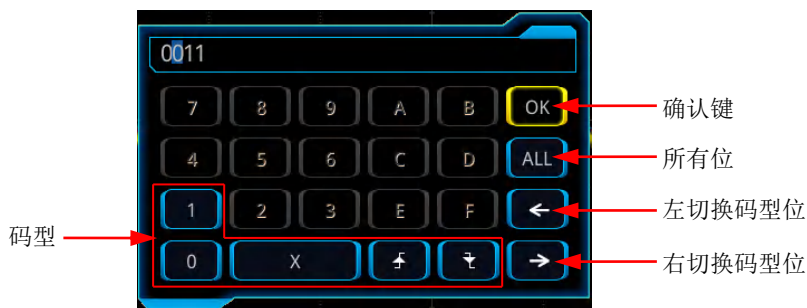 0011
7 8 9 A B OK 确认键
4 5 6 C D ALL 所有位
1 2 3 E F ← 左切换码型位
码型
0 X → 右切换码型位